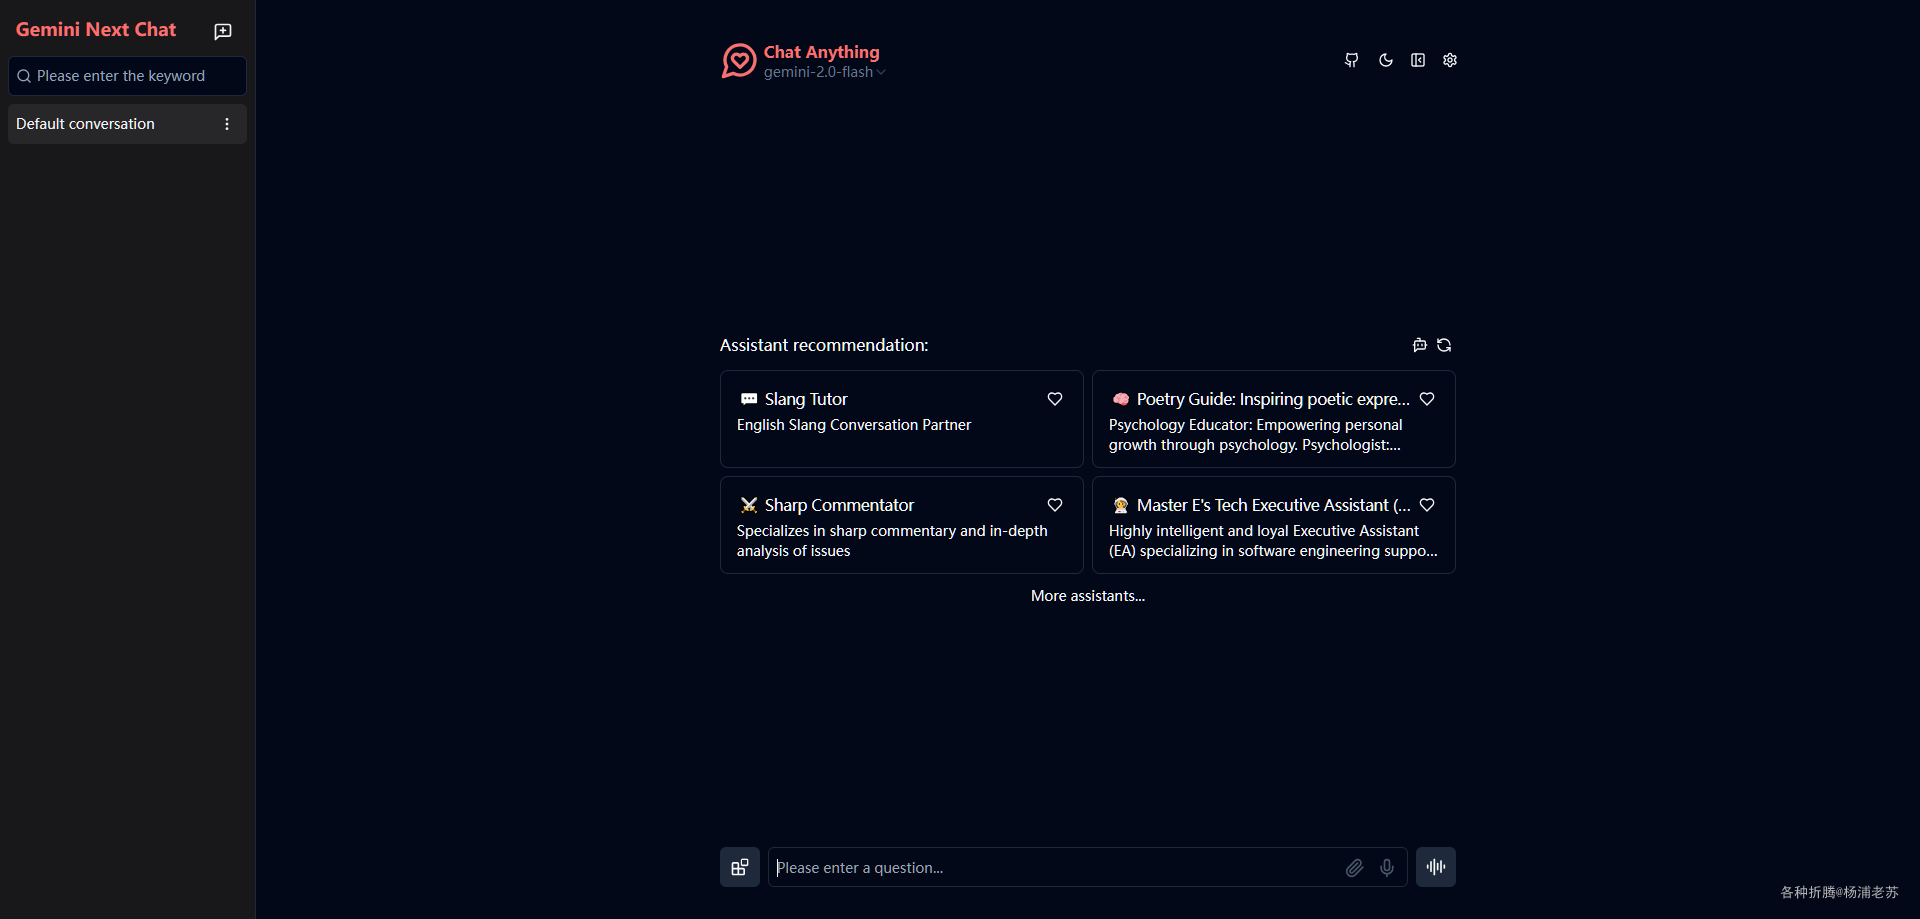 Gemini Next Chat
Please enter the keyword
Default conversation
Chat Anything
gemini-2.0-flash
Assistant recommendation:
Slang Tutor
English Slang Conversation Partner
Poetry Guide: Inspiring poetic expre...
Psychology Educator: Empowering personal
growth through psychology. Psychologist:...
Sharp Commentator
Specializes in sharp commentary and in-depth
analysis of issues
Master E's Tech Executive Assistant (...
Highly intelligent and loyal Executive Assistant
(EA) specializing in software engineering suppo...
More assistants...
Please enter a question...
各种折腾@杨浦老苏